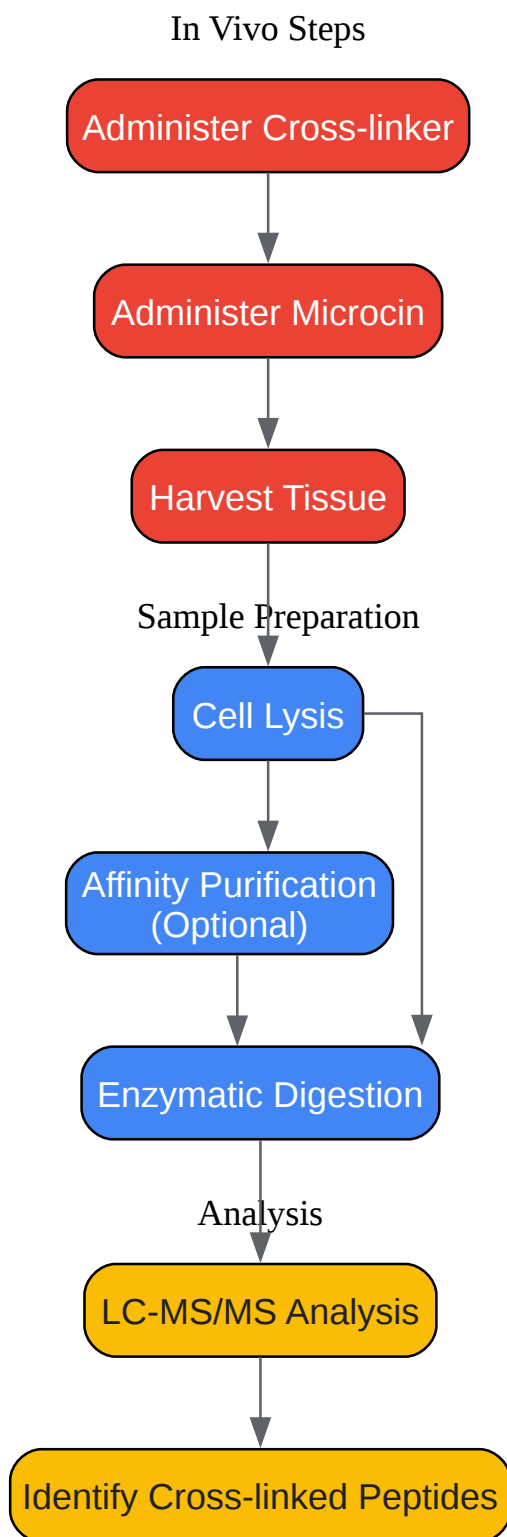 In Vivo Steps
Administer Cross-linker
Administer Microcin
Harvest Tissue
Sample Preparation
Cell Lysis
Affinity Purification
(Optional)
Enzymatic Digestion
Analysis
LC-MS/MS Analysis
Identify Cross-linked Peptides